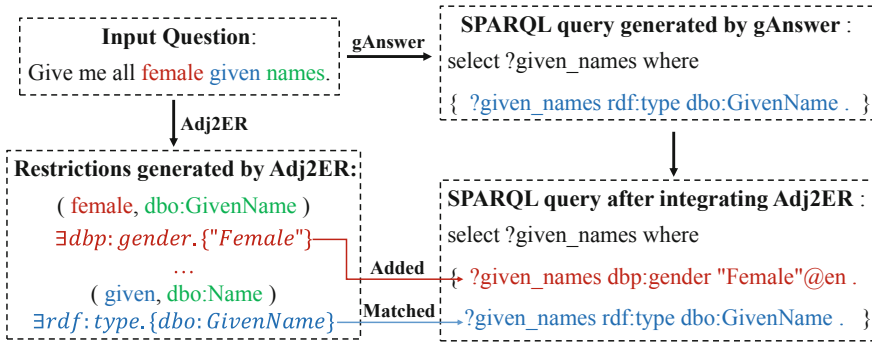 Input Question:
Give me all female given names.
gAnswer
SPARQL query generated by gAnswer :
select ?given_names where
{ ?given_names rdf:type dbo:GivenName . }
Adj2ER
Restrictions generated by Adj2ER:
( female, dbo:GivenName )
∃dbp: gender.{"Female"}
...
( given, dbo:Name )
∃rdf: type.{dbo: GivenName}
Added
Matched
SPARQL query after integrating Adj2ER :
select ?given_names where
{ ?given_names dbp:gender "Female"@en .
?given_names rdf:type dbo:GivenName . }